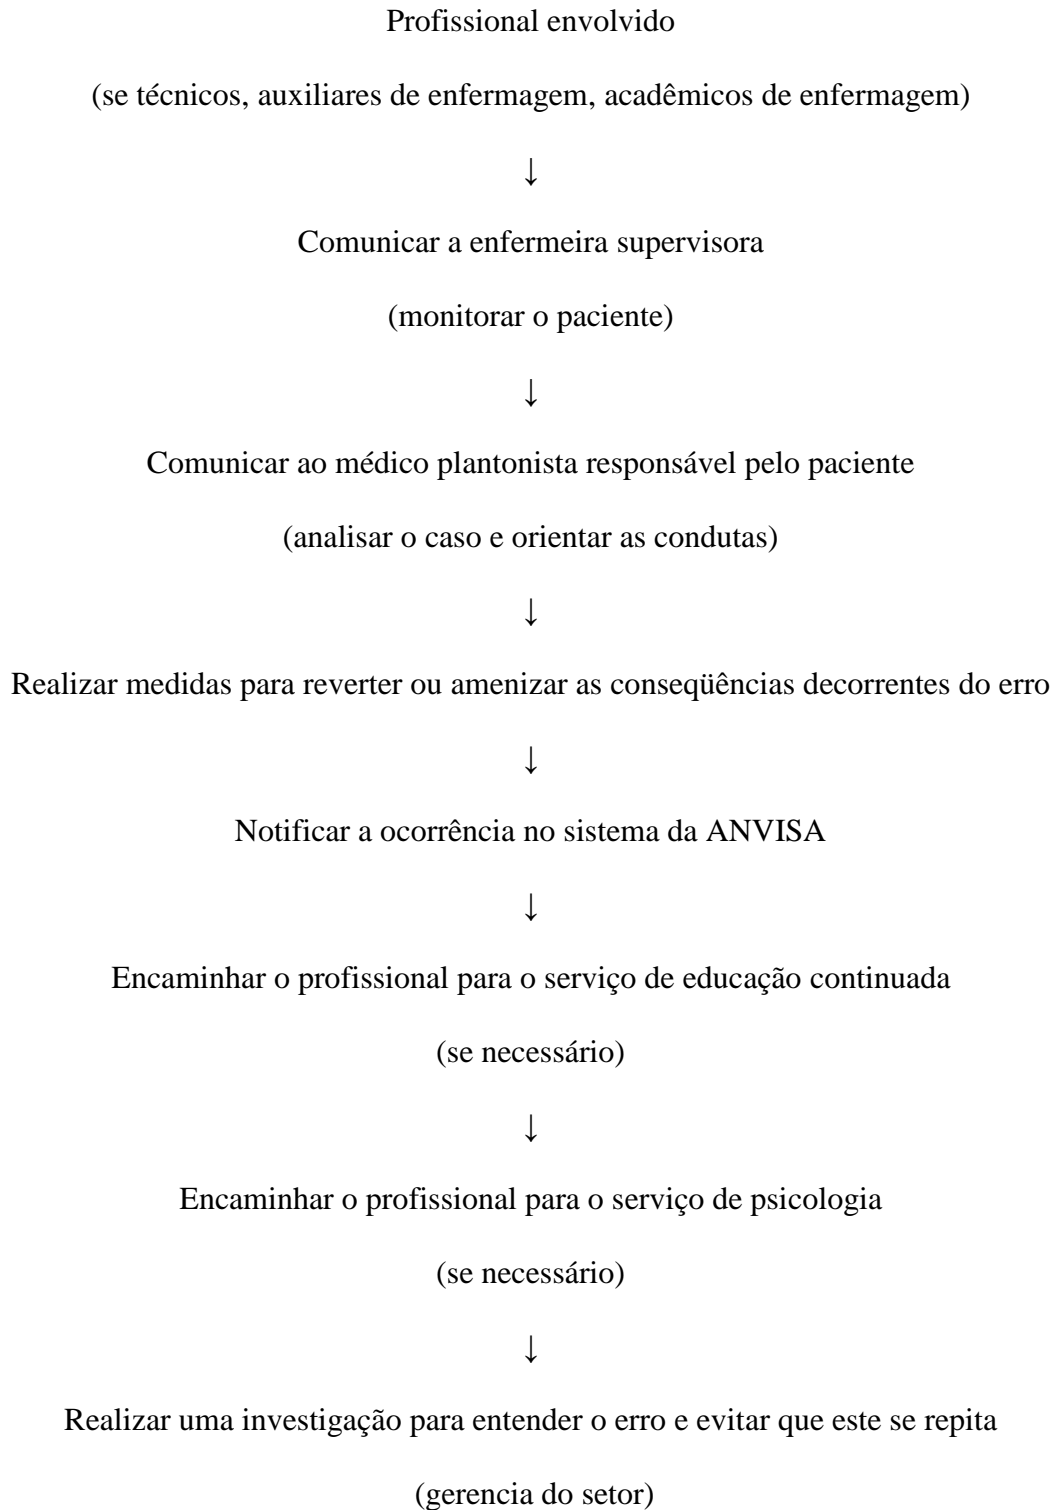 Profissional envolvido
(se técnicos, auxiliares de enfermagem, acadêmicos de enfermagem)
↓
Comunicar a enfermeira supervisora
(monitorar o paciente)
↓
Comunicar ao médico plantonista responsável pelo paciente
(analisar o caso e orientar as condutas)
↓
Realizar medidas para reverter ou amenizar as conseqüências decorrentes do erro
↓
Notificar a ocorrência no sistema da ANVISA
↓
Encaminhar o profissional para o serviço de educação continuada
(se necessário)
↓
Encaminhar o profissional para o serviço de psicologia
(se necessário)
↓
Realizar uma investigação para entender o erro e evitar que este se repita
(gerencia do setor)